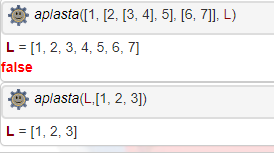 aplasta([1, [2, [3, 4], 5], [6, 7]], L)
L = [1, 2, 3, 4, 5, 6, 7]
false
aplasta(L,[1, 2, 3])
L = [1, 2, 3]